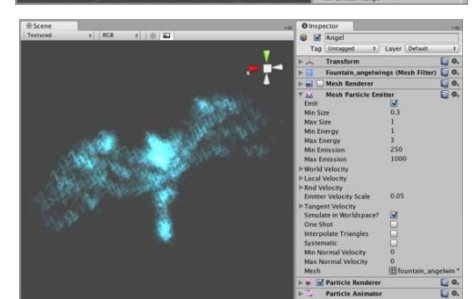 Scene
Textured
RGB
Inspector
Angel
Tag Untagged Layer Default
Transform
Fountain_angelwings (Mesh Filter)
Mesh Renderer
Mesh Particle Emitter
Emit
Min Size 0.3
Max Size 1
Min Energy 1
Max Energy 3
Min Emission 250
Max Emission 1000
World Velocity
Local Velocity
Rnd Velocity
Emitter Velocity Scale 0.05
Tangent Velocity
Simulate in Worldspace?
One Shot
Interpolate Triangles
Systematic
Min Normal Velocity 0
Max Normal Velocity 0
Mesh fountain_angelwin
Particle Renderer
Particle Animator